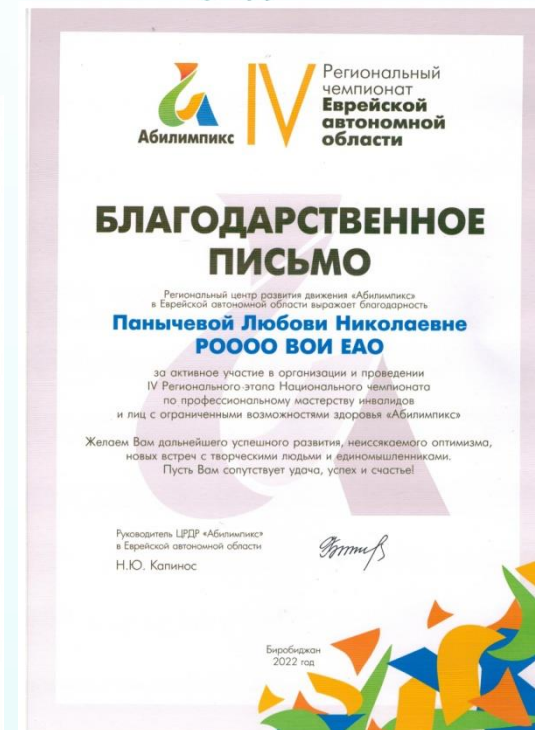 Абилимпикс
IV
Региональный
чемпионат
Еврейской
автономной
области
БЛАГОДАРСТВЕННОЕ
ПИСЬМО
Региональный центр развития движения «Абилимпикс»
в Еврейской автономной области выражает благодарность
Панычевой Любови Николаевне
РОООО ВОИ ЕАО
за активное участие в организации и проведении
IV Регионального этапа Национального чемпионата
по профессиональному мастерству инвалидов
и лиц с ограниченными возможностями здоровья «Абилимпикс»
Желаем Вам дальнейшего успешного развития, неиссякаемого оптимизма,
новых встреч с творческими людьми и единомышленниками.
Пусть Вам сопутствует удача, успех и счастье!
Руководитель ЦРДР «Абилимпикс»
в Еврейской автономной области
Н.Ю. Капинос
Биробиджан
2022 год